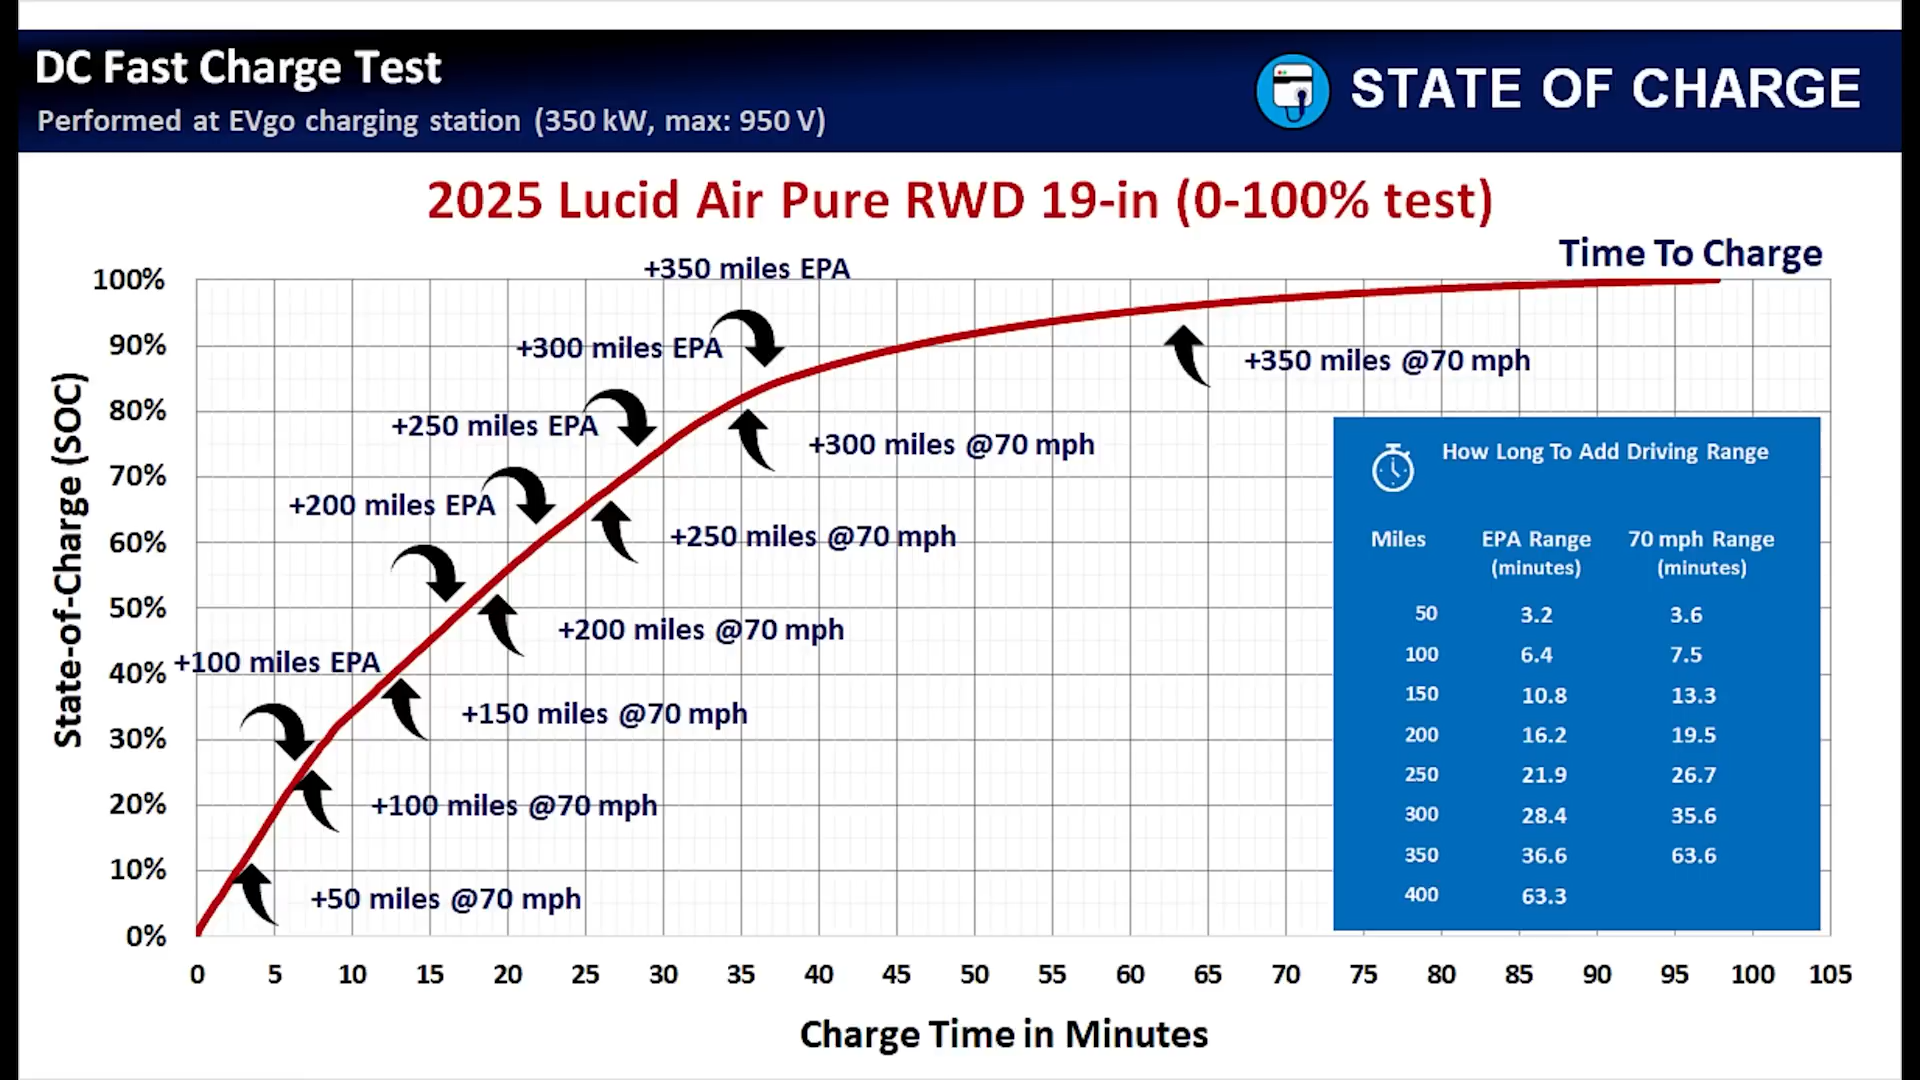 DC Fast Charge Test
Performed at EVgo charging station (350 kW, max: 950 V)
STATE OF CHARGE
2025 Lucid Air Pure RWD 19-in (0-100% test)
Time To Charge
State-of-Charge (SOC)
100%
90%
80%
70%
60%
50%
40%
30%
20%
10%
0%
+350 miles EPA
+300 miles EPA
+250 miles EPA
+200 miles EPA
+100 miles EPA
+350 miles @70 mph
+300 miles @70 mph
+250 miles @70 mph
+200 miles @70 mph
+150 miles @70 mph
+100 miles @70 mph
+50 miles @70 mph
How Long To Add Driving Range
Miles EPA Range 70 mph Range
(minutes) (minutes)
50 3.2 3.6
100 6.4 7.5
150 10.8 13.3
200 16.2 19.5
250 21.9 26.7
300 28.4 35.6
350 36.6 63.6
400 63.3
0 5 10 15 20 25 30 35 40 45 50 55 60 65 70 75 80 85 90 95 100 105
Charge Time in Minutes